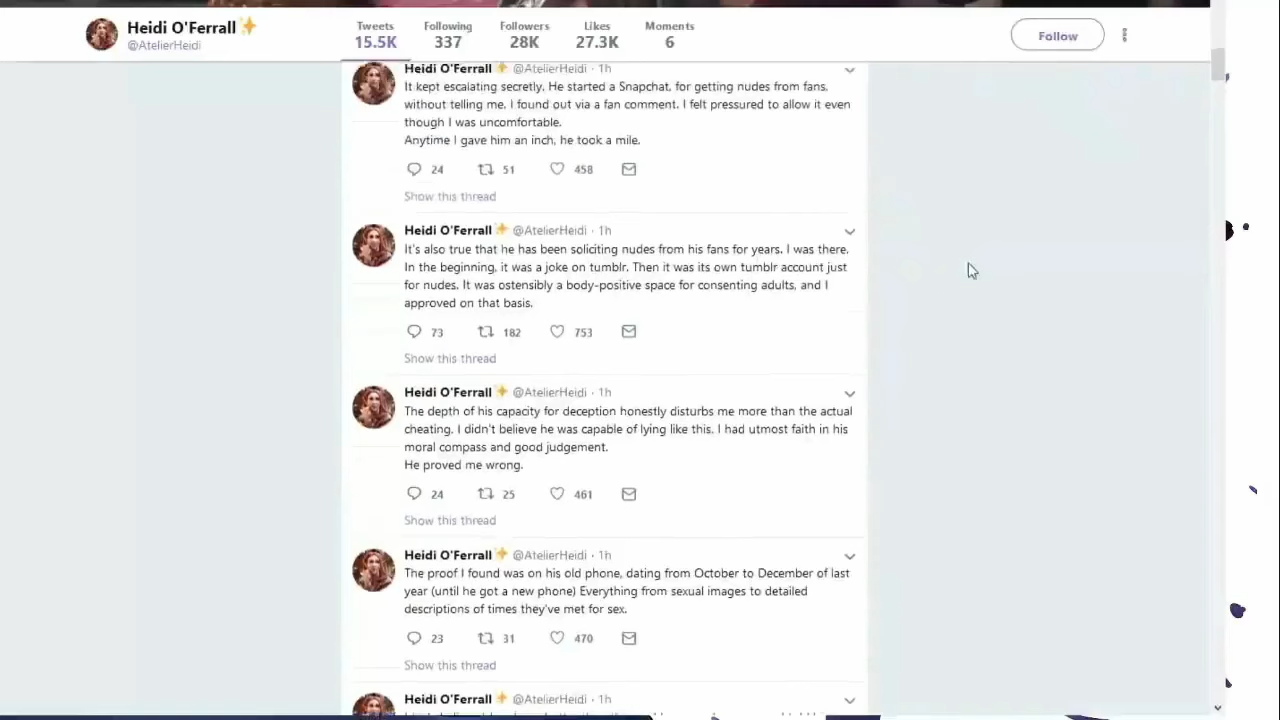 Heidi O'Ferrall✨
@AtelierHeidi
Tweets Following Followers Likes Moments
15.5K 337 28K 27.3K 6
Follow
Heidi O'Ferrall✨ @AtelierHeidi · 1h
It kept escalating secretly. He started a Snapchat, for getting nudes from fans,
without telling me. I found out via a fan comment. I felt pressured to allow it even
though I was uncomfortable.
Anytime I gave him an inch, he took a mile.
24 51 458
Show this thread
Heidi O'Ferrall✨ @AtelierHeidi · 1h
It's also true that he has been soliciting nudes from his fans for years. I was there.
In the beginning, it was a joke on tumblr. Then it was its own tumblr account just
for nudes. It was ostensibly a body-positive space for consenting adults, and I
approved on that basis.
73 182 753
Show this thread
Heidi O'Ferrall✨ @AtelierHeidi · 1h
The depth of his capacity for deception honestly disturbs me more than the actual
cheating. I didn't believe he was capable of lying like this. I had utmost faith in his
moral compass and good judgement.
He proved me wrong.
24 25 461
Show this thread
Heidi O'Ferrall✨ @AtelierHeidi · 1h
The proof I found was on his old phone, dating from October to December of last
year (until he got a new phone) Everything from sexual images to detailed
descriptions of times they've met for sex.
23 31 470
Show this thread
Heidi O'Ferrall✨ @AtelierHeidi · 1h